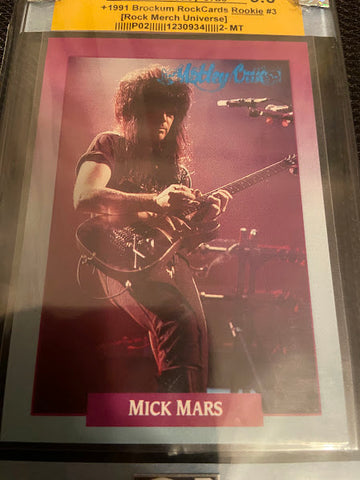 +1991 Brockum RockCards Rookie #3
[Rock Merch Universe]
||||||P02||||||1230934|||||2- MT
Mötley Crüe
MICK MARS